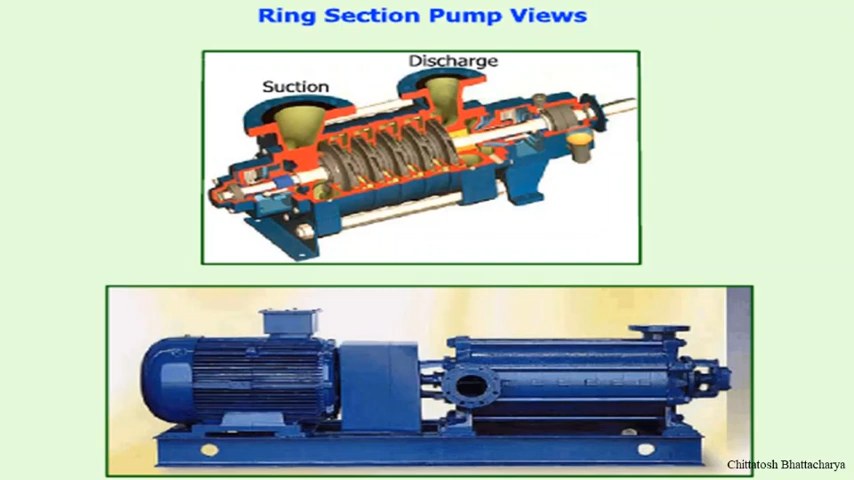 Ring Section Pump Views
Discharge
Suction
Chittatosh Bhattacharya